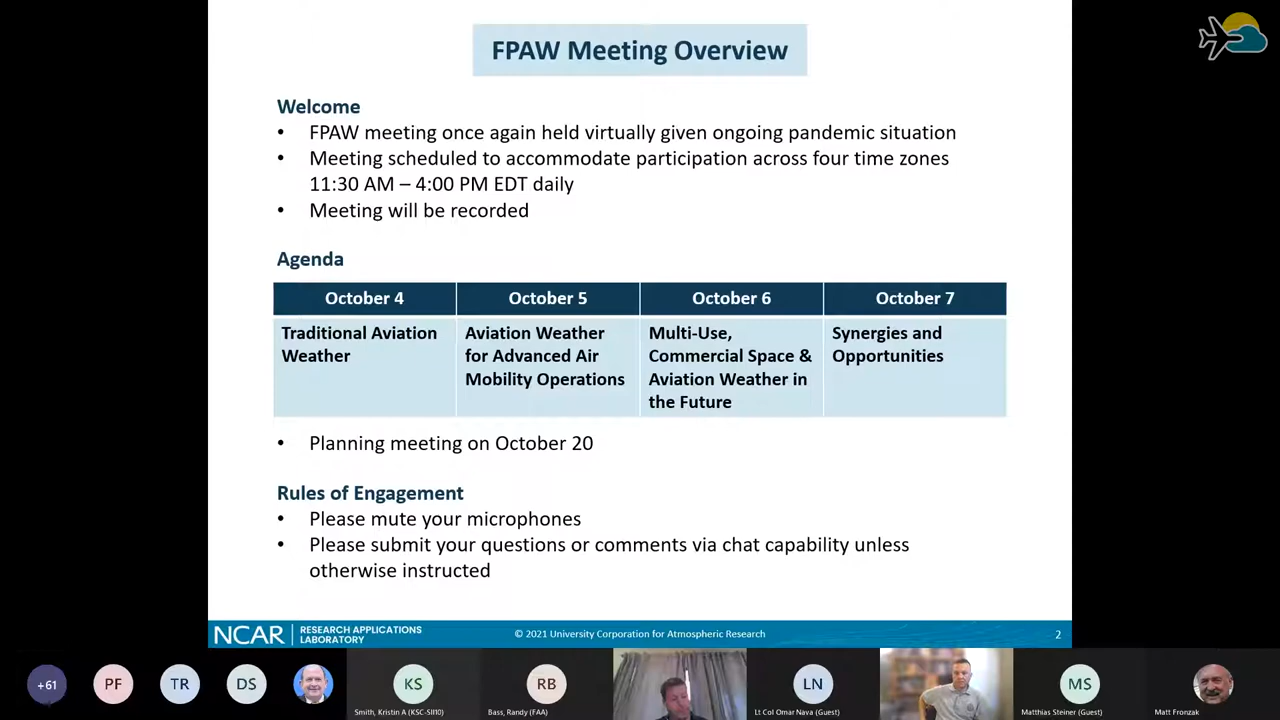 FPAW Meeting Overview
Welcome
• FPAW meeting once again held virtually given ongoing pandemic situation
• Meeting scheduled to accommodate participation across four time zones
11:30 AM – 4:00 PM EDT daily
• Meeting will be recorded
Agenda
October 4
October 5
October 6
October 7
Traditional Aviation
Weather
Aviation Weather
for Advanced Air
Mobility Operations
Multi-Use,
Commercial Space &
Aviation Weather in
the Future
Synergies and
Opportunities
• Planning meeting on October 20
Rules of Engagement
• Please mute your microphones
• Please submit your questions or comments via chat capability unless
otherwise instructed
NCAR
RESEARCH APPLICATIONS
LABORATORY
© 2021 University Corporation for Atmospheric Research
2
+61
PF
TR
DS
KS
RB
LN
MS
Smith, Kristin A (KSC-SII10)
Bass, Randy (FAA)
Lt Col Omar Nava (Guest)
Matthias Steiner (Guest)
Matt Fronzak